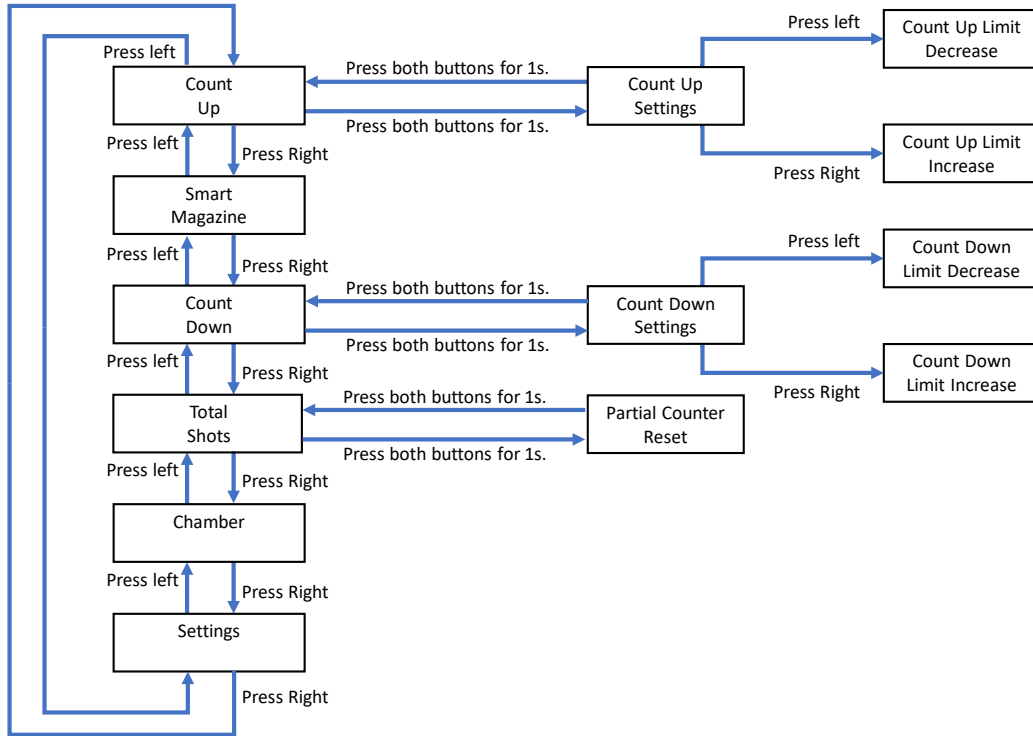 Press left
Count
Up
Press both buttons for 1s.
Press both buttons for 1s.
Count Up
Settings
Press left
Count Up Limit
Decrease
Press Right
Count Up Limit
Increase
Press left
Press Right
Smart
Magazine
Press left
Press Right
Count
Down
Press both buttons for 1s.
Press both buttons for 1s.
Count Down
Settings
Press left
Count Down
Limit Decrease
Press Right
Count Down
Limit Increase
Press left
Press Right
Total
Shots
Press both buttons for 1s.
Press both buttons for 1s.
Partial Counter
Reset
Press left
Press Right
Chamber
Press left
Press Right
Settings
Press Right